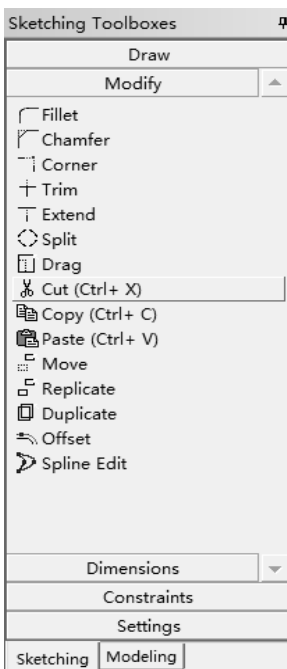 Sketching Toolboxes
Draw
Modify
Fillet
Chamfer
Corner
Trim
Extend
Split
Drag
Cut (Ctrl+ X)
Copy (Ctrl+ C)
Paste (Ctrl+ V)
Move
Replicate
Duplicate
Offset
Spline Edit
Dimensions
Constraints
Settings
Sketching Modeling